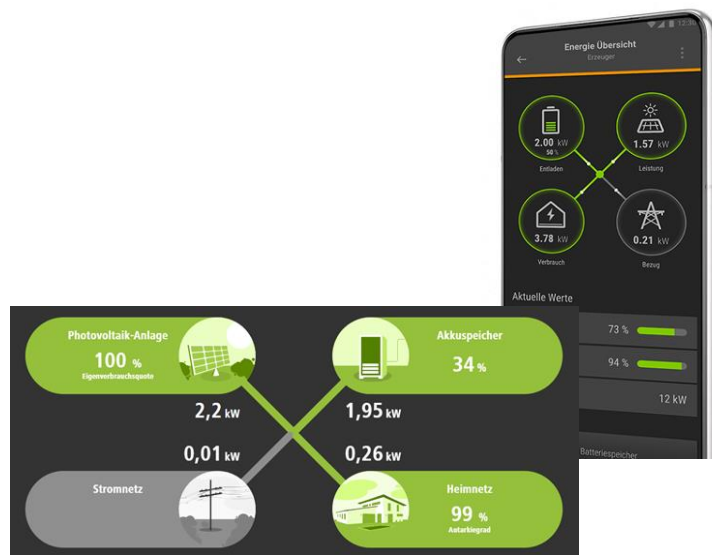 12:30
Energie Übersicht
Erzeuger
2.00 kW
50 %
Entladen
1.57 kW
Leistung
3.78 kW
Verbrauch
0.21 kW
Bezug
Aktuelle Werte
73 %
94 %
12 kW
Batteriespeicher
Photovoltaik-Anlage
100 %
Eigenverbrauchsquote
Akkuspeicher
34 %
2,2 kW
1,95 kW
0,01 kW
0,26 kW
Stromnetz
Heimnetz
99 %
Autarkiegrad